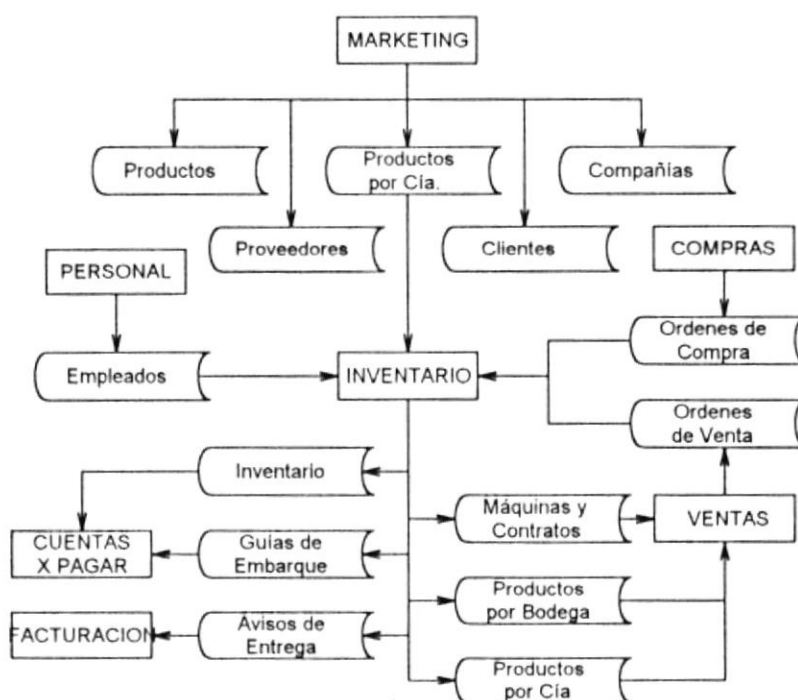 MARKETING
Productos
Productos
por Cía.
Compañías
Proveedores
Clientes
COMPRAS
PERSONAL
Ordenes de
Compra
Empleados
INVENTARIO
Ordenes
de Venta
Inventario
Máquinas y
Contratos
VENTAS
CUENTAS
X PAGAR
Guías de
Embarque
Productos
por Bodega
FACTURACION
Avisos de
Entrega
Productos
por Cía